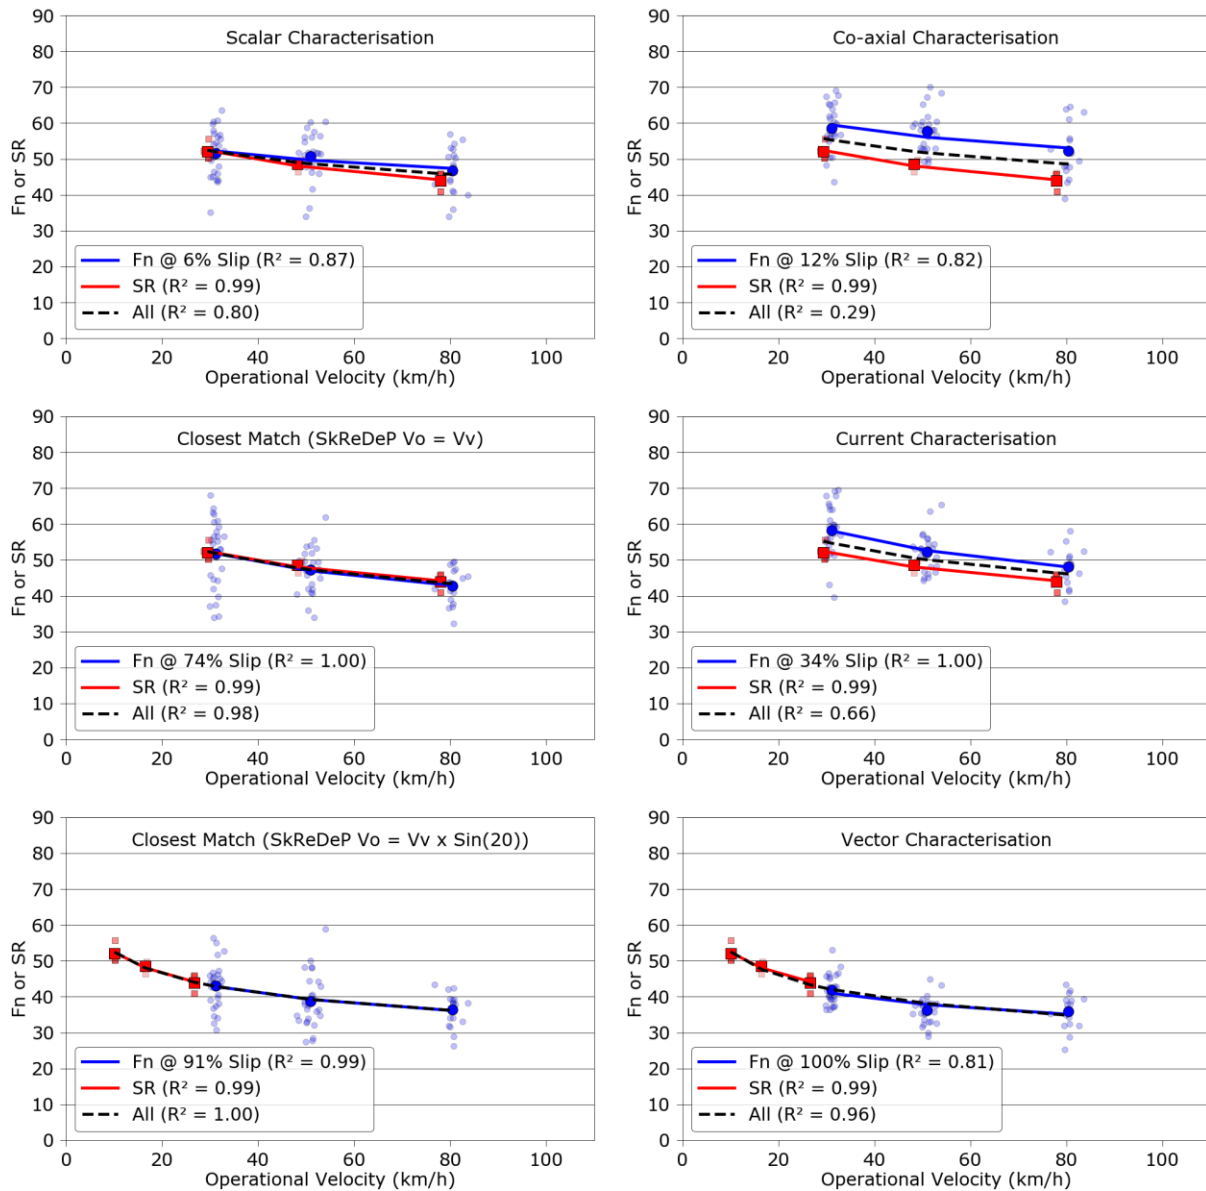 Scalar Characterisation
Fn or SR
90
80
70
60
50
40
30
20
10
0
Fn @ 6% Slip (R² = 0.87)
SR (R² = 0.99)
All (R² = 0.80)
0 20 40 60 80 100
Operational Velocity (km/h)
Co-axial Characterisation
Fn or SR
90
80
70
60
50
40
30
20
10
0
Fn @ 12% Slip (R² = 0.82)
SR (R² = 0.99)
All (R² = 0.29)
0 20 40 60 80 100
Operational Velocity (km/h)
Closest Match (SkReDeP Vo = Vv)
Fn or SR
90
80
70
60
50
40
30
20
10
0
Fn @ 74% Slip (R² = 1.00)
SR (R² = 0.99)
All (R² = 0.98)
0 20 40 60 80 100
Operational Velocity (km/h)
Current Characterisation
Fn or SR
90
80
70
60
50
40
30
20
10
0
Fn @ 34% Slip (R² = 1.00)
SR (R² = 0.99)
All (R² = 0.66)
0 20 40 60 80 100
Operational Velocity (km/h)
Closest Match (SkReDeP Vo = Vv x Sin(20))
Fn or SR
90
80
70
60
50
40
30
20
10
0
Fn @ 91% Slip (R² = 0.99)
SR (R² = 0.99)
All (R² = 1.00)
0 20 40 60 80 100
Operational Velocity (km/h)
Vector Characterisation
Fn or SR
90
80
70
60
50
40
30
20
10
0
Fn @ 100% Slip (R² = 0.81)
SR (R² = 0.99)
All (R² = 0.96)
0 20 40 60 80 100
Operational Velocity (km/h)